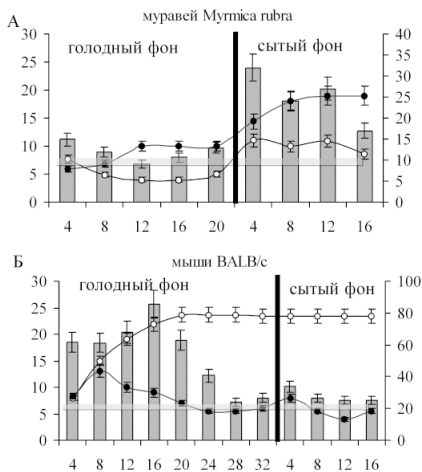 муравей Myrmica rubra
А
голодный фон
сытый фон
30
25
20
15
10
5
0
40
35
30
25
20
15
10
5
0
4 8 12 16 20 4 8 12 16
Б
мыши BALB/c
голодный фон
сытый фон
30
25
20
15
10
5
0
100
80
60
40
20
0
4 8 12 16 20 24 28 32 4 8 12 16